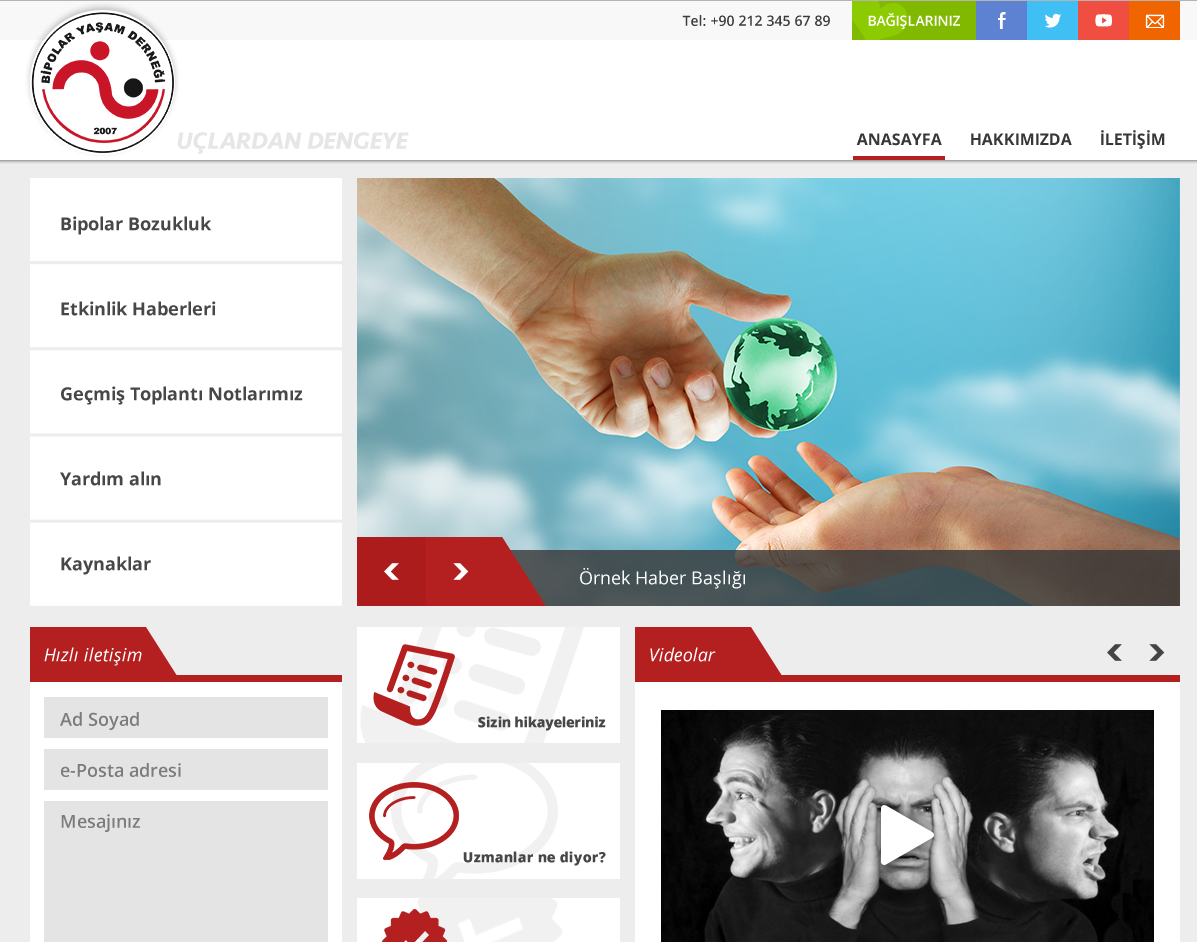 Tel: +90 212 345 67 89
BAĞIŞLARINIZ
BİPOLAR YAŞAM DERNEĞİ
2007
UÇLARDAN DENGEYE
ANASAYFA
HAKKIMIZDA
İLETİŞİM
Bipolar Bozukluk
Etkinlik Haberleri
Geçmiş Toplantı Notlarımız
Yardım alın
Kaynaklar
Örnek Haber Başlığı
Hızlı iletişim
Ad Soyad
e-Posta adresi
Mesajınız
Sizin hikayeleriniz
Uzmanlar ne diyor?
Videolar